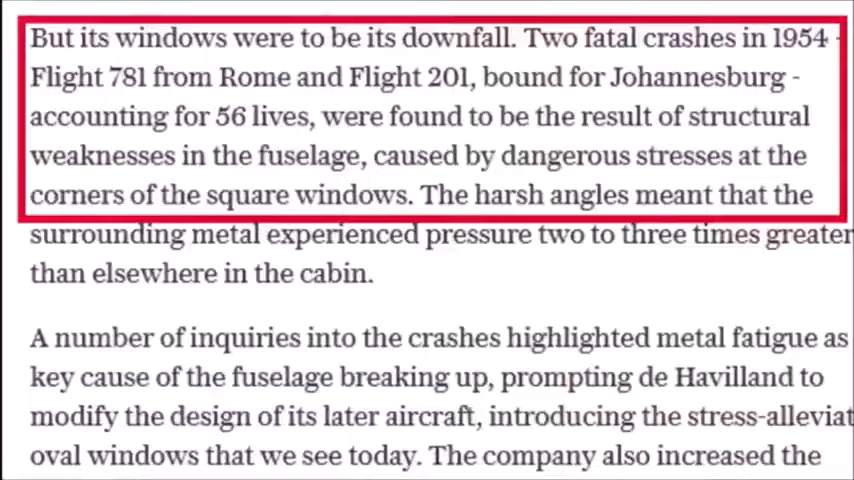 But its windows were to be its downfall. Two fatal crashes in 1954 -
Flight 781 from Rome and Flight 201, bound for Johannesburg -
accounting for 56 lives, were found to be the result of structural
weaknesses in the fuselage, caused by dangerous stresses at the
corners of the square windows. The harsh angles meant that the
surrounding metal experienced pressure two to three times greater
than elsewhere in the cabin.
A number of inquiries into the crashes highlighted metal fatigue as
key cause of the fuselage breaking up, prompting de Havilland to
modify the design of its later aircraft, introducing the stress-alleviat
oval windows that we see today. The company also increased the